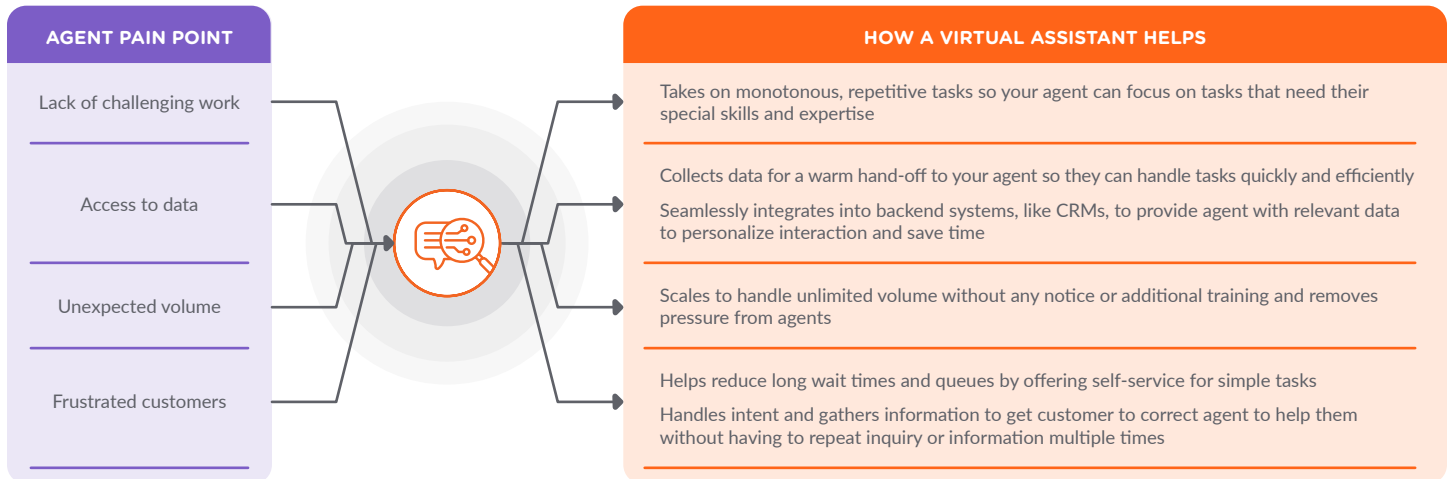 AGENT PAIN POINT
HOW A VIRTUAL ASSISTANT HELPS
Lack of challenging work
Takes on monotonous, repetitive tasks so your agent can focus on tasks that need their
special skills and expertise
Access to data
Collects data for a warm hand-off to your agent so they can handle tasks quickly and efficiently
Seamlessly integrates into backend systems, like CRMs, to provide agent with relevant data
to personalize interaction and save time
Unexpected volume
Scales to handle unlimited volume without any notice or additional training and removes
pressure from agents
Frustrated customers
Helps reduce long wait times and queues by offering self-service for simple tasks
Handles intent and gathers information to get customer to correct agent to help them
without having to repeat inquiry or information multiple times